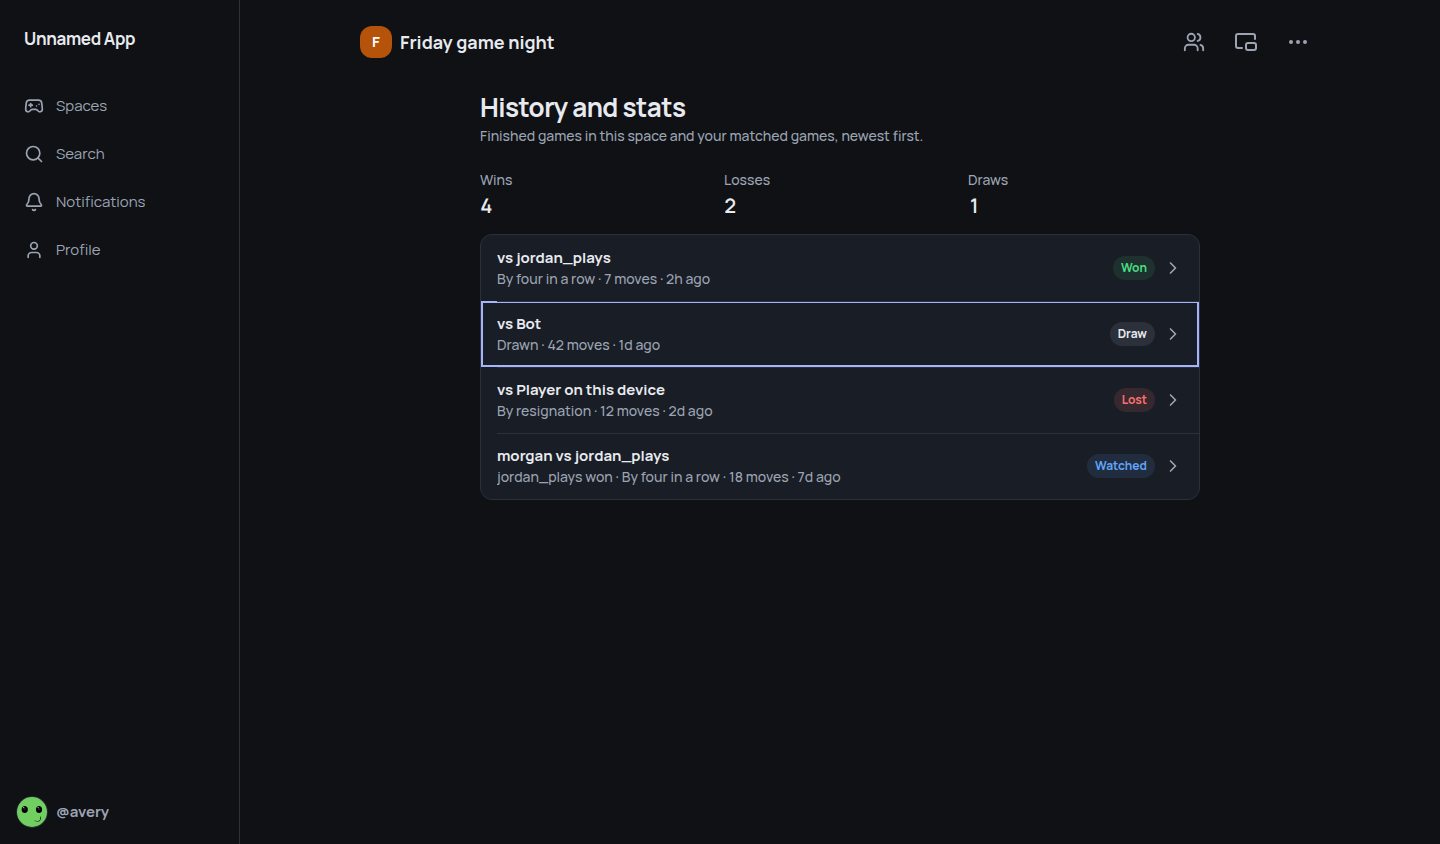 Unnamed App
Spaces
Search
Notifications
Profile
@avery
F
Friday game night
History and stats
Finished games in this space and your matched games, newest first.
Wins
4
Losses
2
Draws
1
vs jordan_plays
By four in a row · 7 moves · 2h ago
Won
vs Bot
Drawn · 42 moves · 1d ago
Draw
vs Player on this device
By resignation · 12 moves · 2d ago
Lost
morgan vs jordan_plays
jordan_plays won · By four in a row · 18 moves · 7d ago
Watched